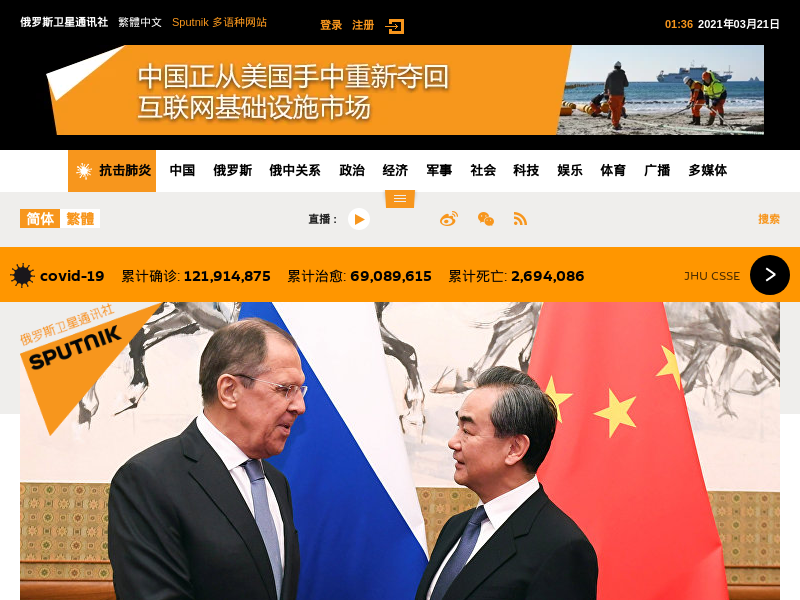 俄罗斯卫星通讯社 繁體中文 Sputnik 多语种网站 登录 注册 01:36 2021年03月21日
中国正从美国手中重新夺回
互联网基础设施市场
抗击肺炎 中国 俄罗斯 俄中关系 政治 经济 军事 社会 科技 娱乐 体育 广播 多媒体
简体 繁體 直播 : 搜索
covid-19 累计确诊: 121,914,875 累计治愈: 69,089,615 累计死亡: 2,694,086 JHU CSSE
俄罗斯卫星通讯社
SPUTNIK